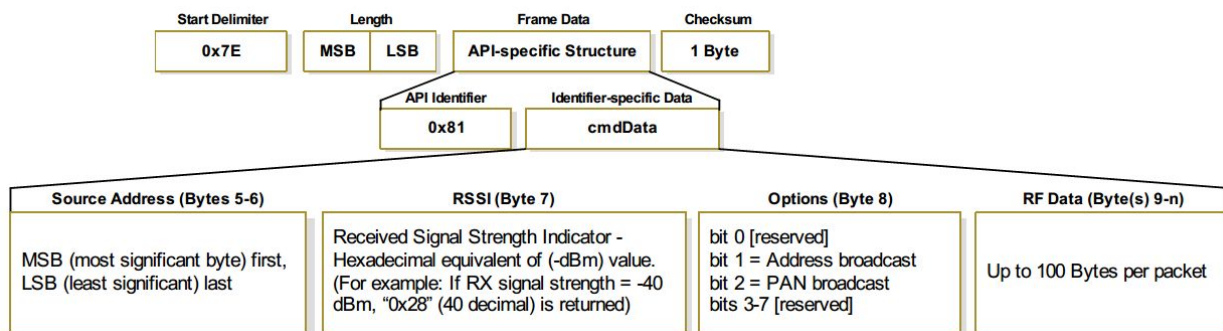 Start Delimiter
Length
Frame Data
Checksum
0x7E
MSB
LSB
API-specific Structure
1 Byte
API Identifier
Identifier-specific Data
0x81
cmdData
Source Address (Bytes 5-6)
MSB (most significant byte) first,
LSB (least significant) last
RSSI (Byte 7)
Received Signal Strength Indicator -
Hexadecimal equivalent of (-dBm) value.
(For example: If RX signal strength = -40
dBm, “0x28” (40 decimal) is returned)
Options (Byte 8)
bit 0 [reserved]
bit 1 = Address broadcast
bit 2 = PAN broadcast
bits 3-7 [reserved]
RF Data (Byte(s) 9-n)
Up to 100 Bytes per packet